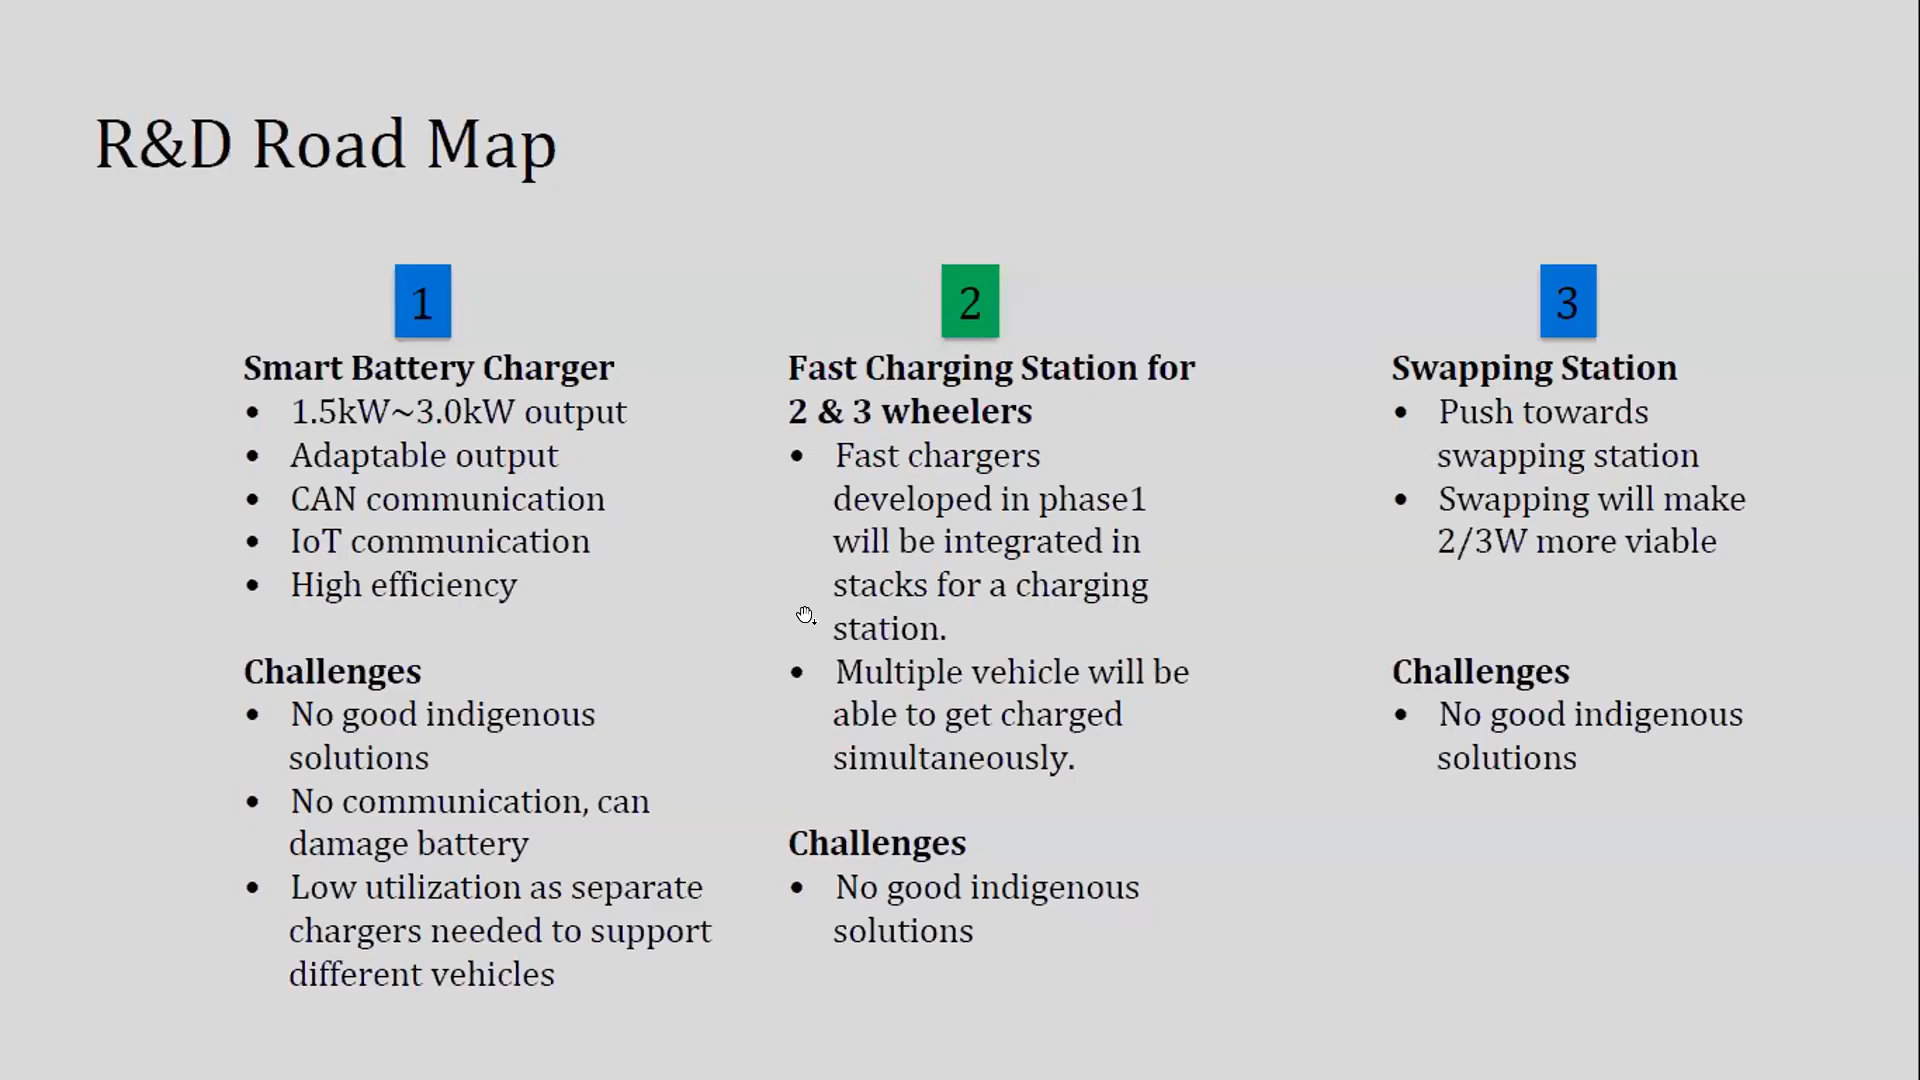 R&D Road Map
1
Smart Battery Charger
• 1.5kW~3.0kW output
• Adaptable output
• CAN communication
• IoT communication
• High efficiency
Challenges
• No good indigenous
solutions
• No communication, can
damage battery
• Low utilization as separate
chargers needed to support
different vehicles
2
Fast Charging Station for
2 & 3 wheelers
• Fast chargers
developed in phase1
will be integrated in
stacks for a charging
station.
• Multiple vehicle will be
able to get charged
simultaneously.
Challenges
• No good indigenous
solutions
3
Swapping Station
• Push towards
swapping station
• Swapping will make
2/3W more viable
Challenges
• No good indigenous
solutions